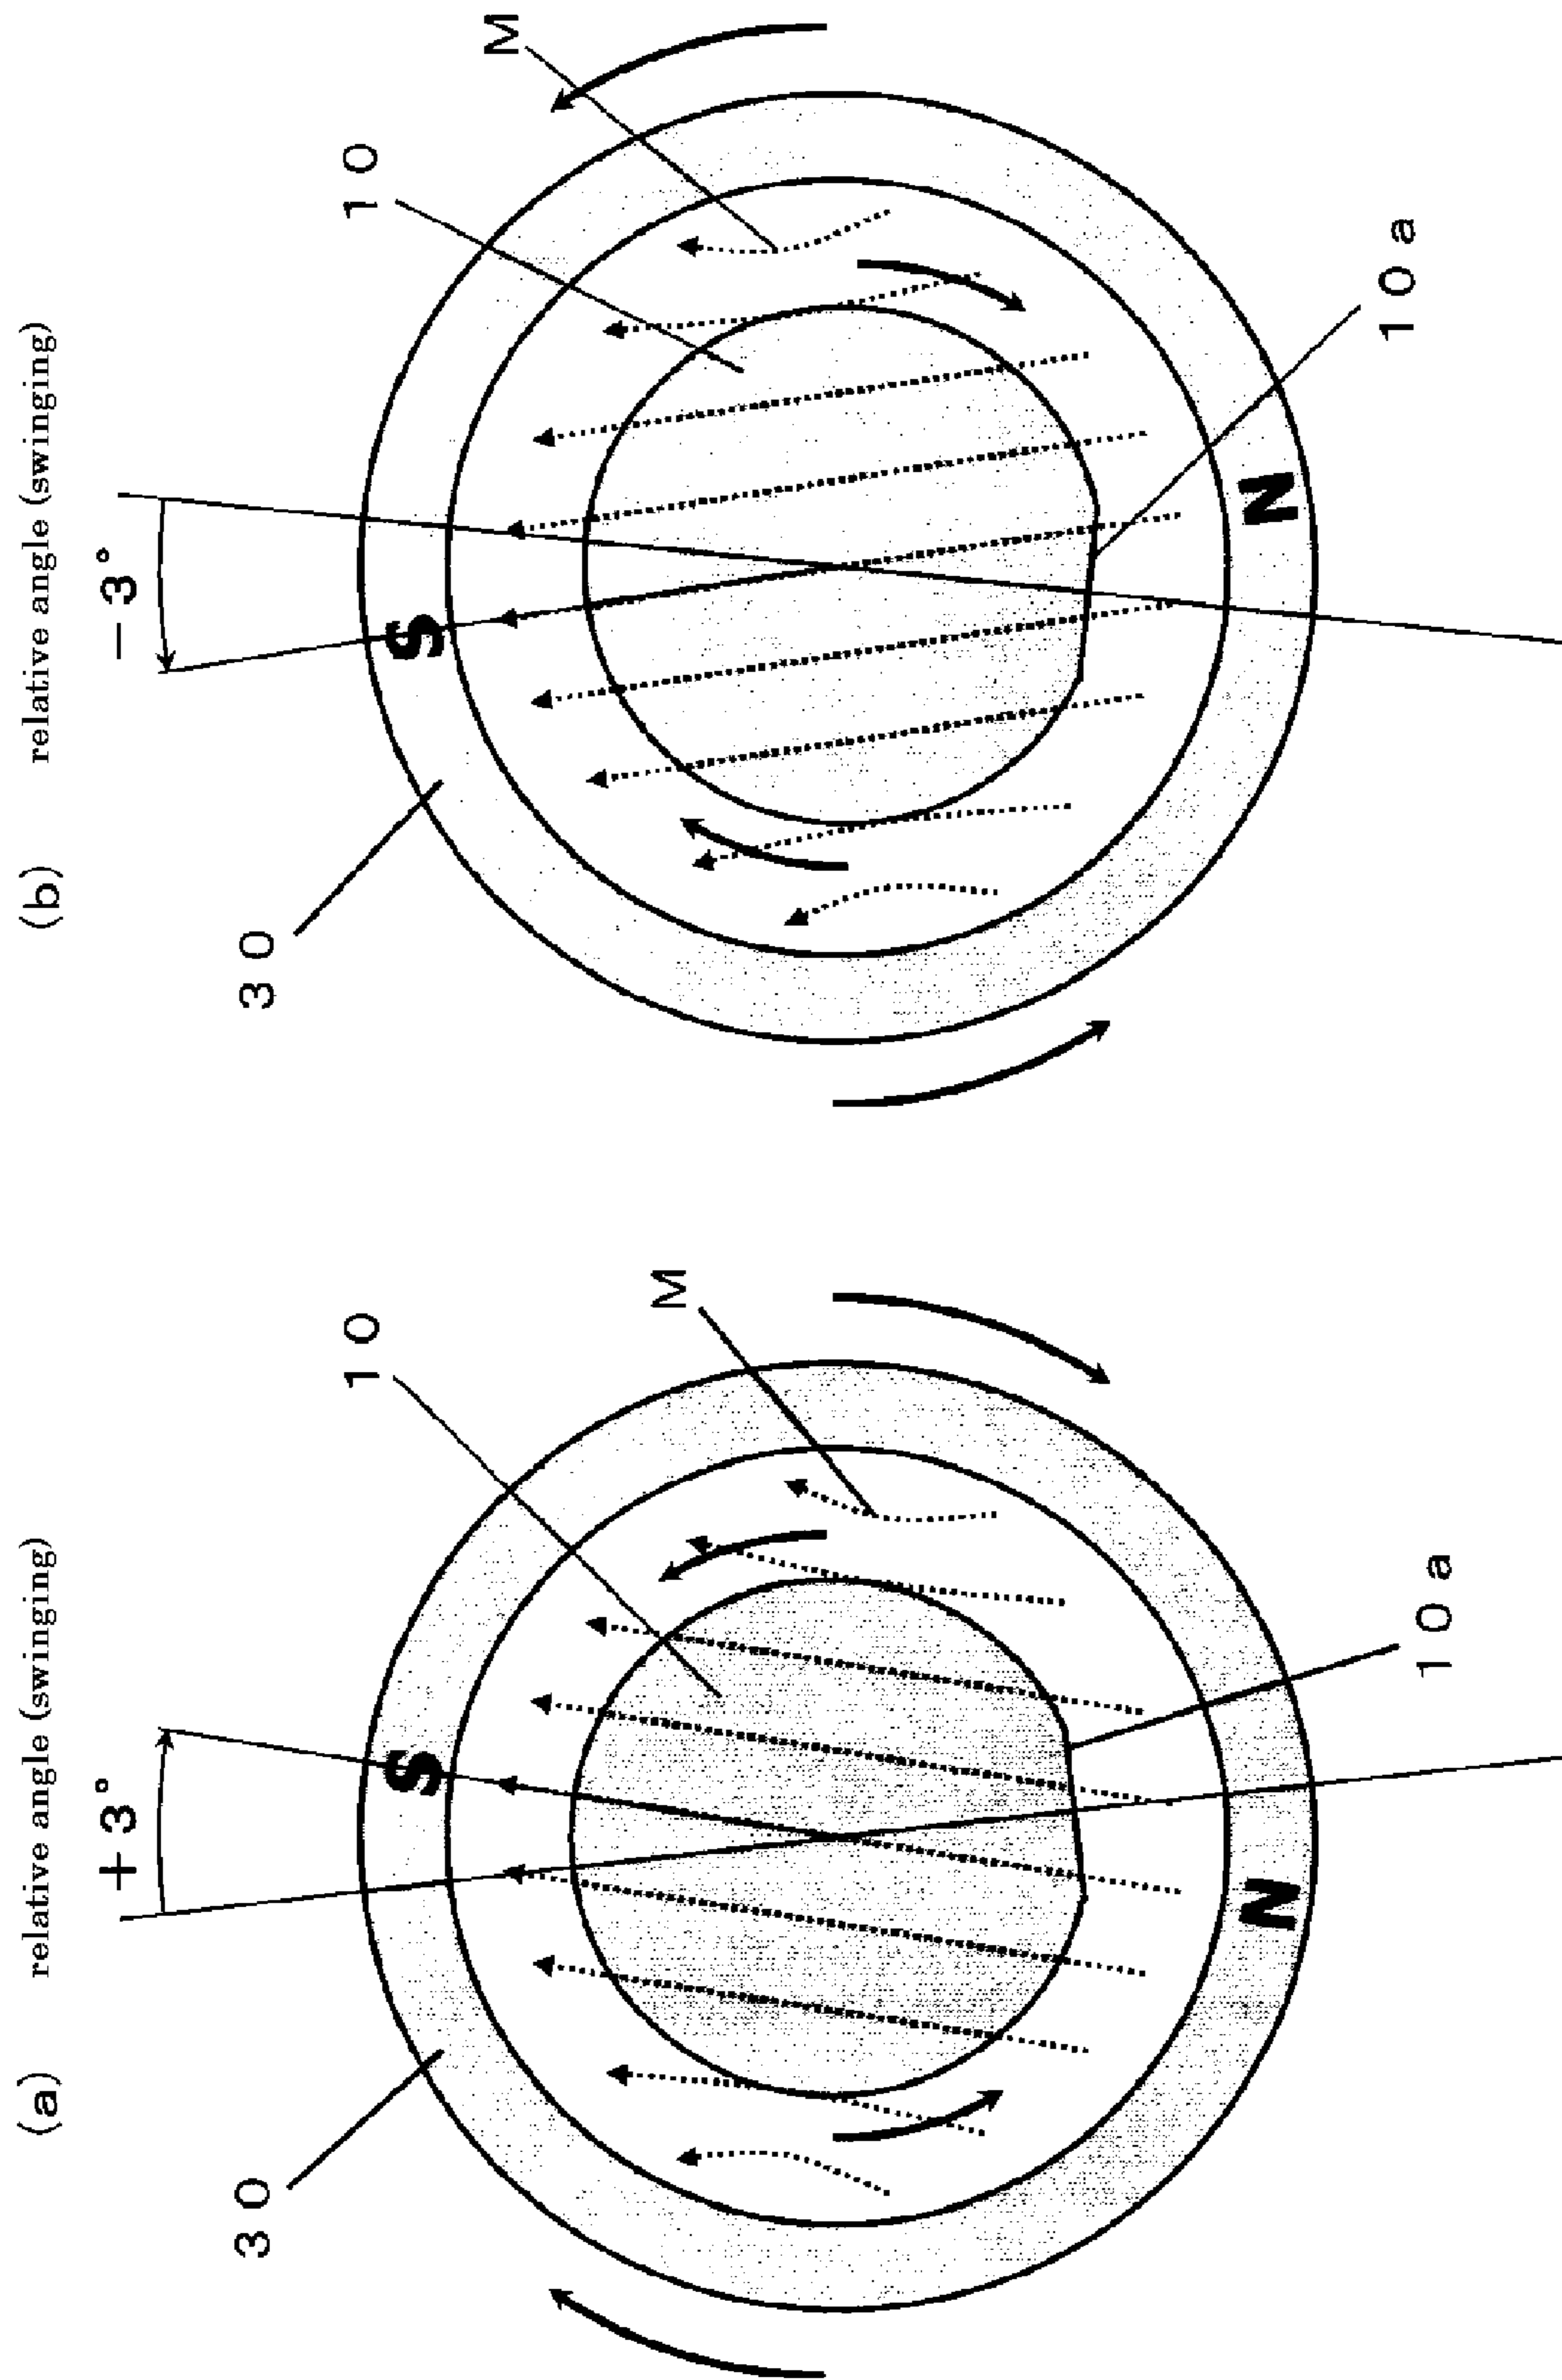 (a) relative angle (swinging)
+3°
30
10
M
S
N
10a
(b) relative angle (swinging)
−3°
30
10
M
S
N
10a